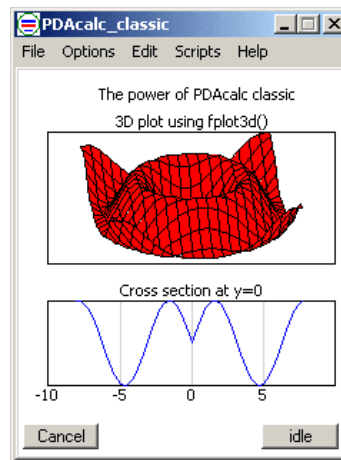 PDAcalc_classic
File Options Edit Scripts Help
The power of PDAcalc classic
3D plot using fplot3d()
Cross section at y=0
-10 -5 0 5
Cancel idle